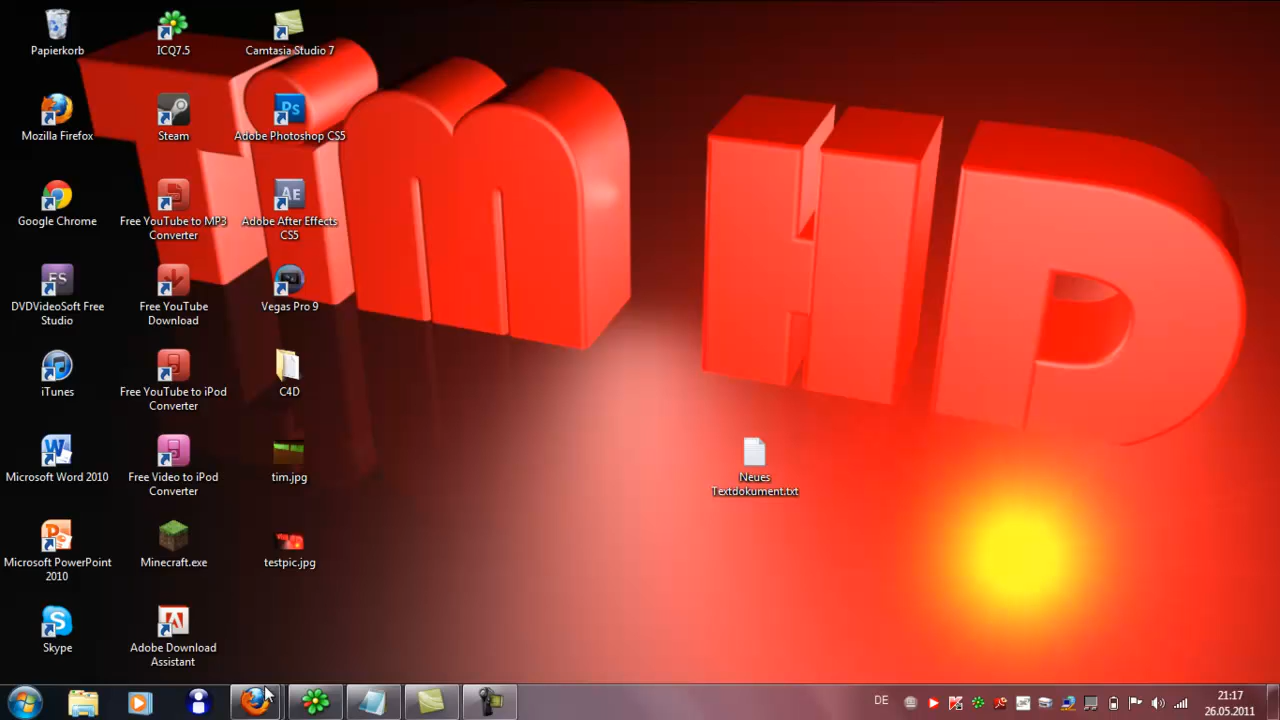 Tim HD
Papierkorb
ICQ7.5
Camtasia Studio 7
Mozilla Firefox
Steam
Ps
Adobe Photoshop CS5
Google Chrome
Free YouTube to MP3
Converter
AE
Adobe After Effects
CS5
FS
DVDVideoSoft Free
Studio
Free YouTube
Download
Vegas Pro 9
iTunes
Free YouTube to iPod
Converter
C4D
W
Microsoft Word 2010
Free Video to iPod
Converter
tim.jpg
Neues
Textdokument.txt
P
Microsoft PowerPoint
2010
Minecraft.exe
testpic.jpg
Skype
Adobe Download
Assistant
DE
21:17
26.05.2011